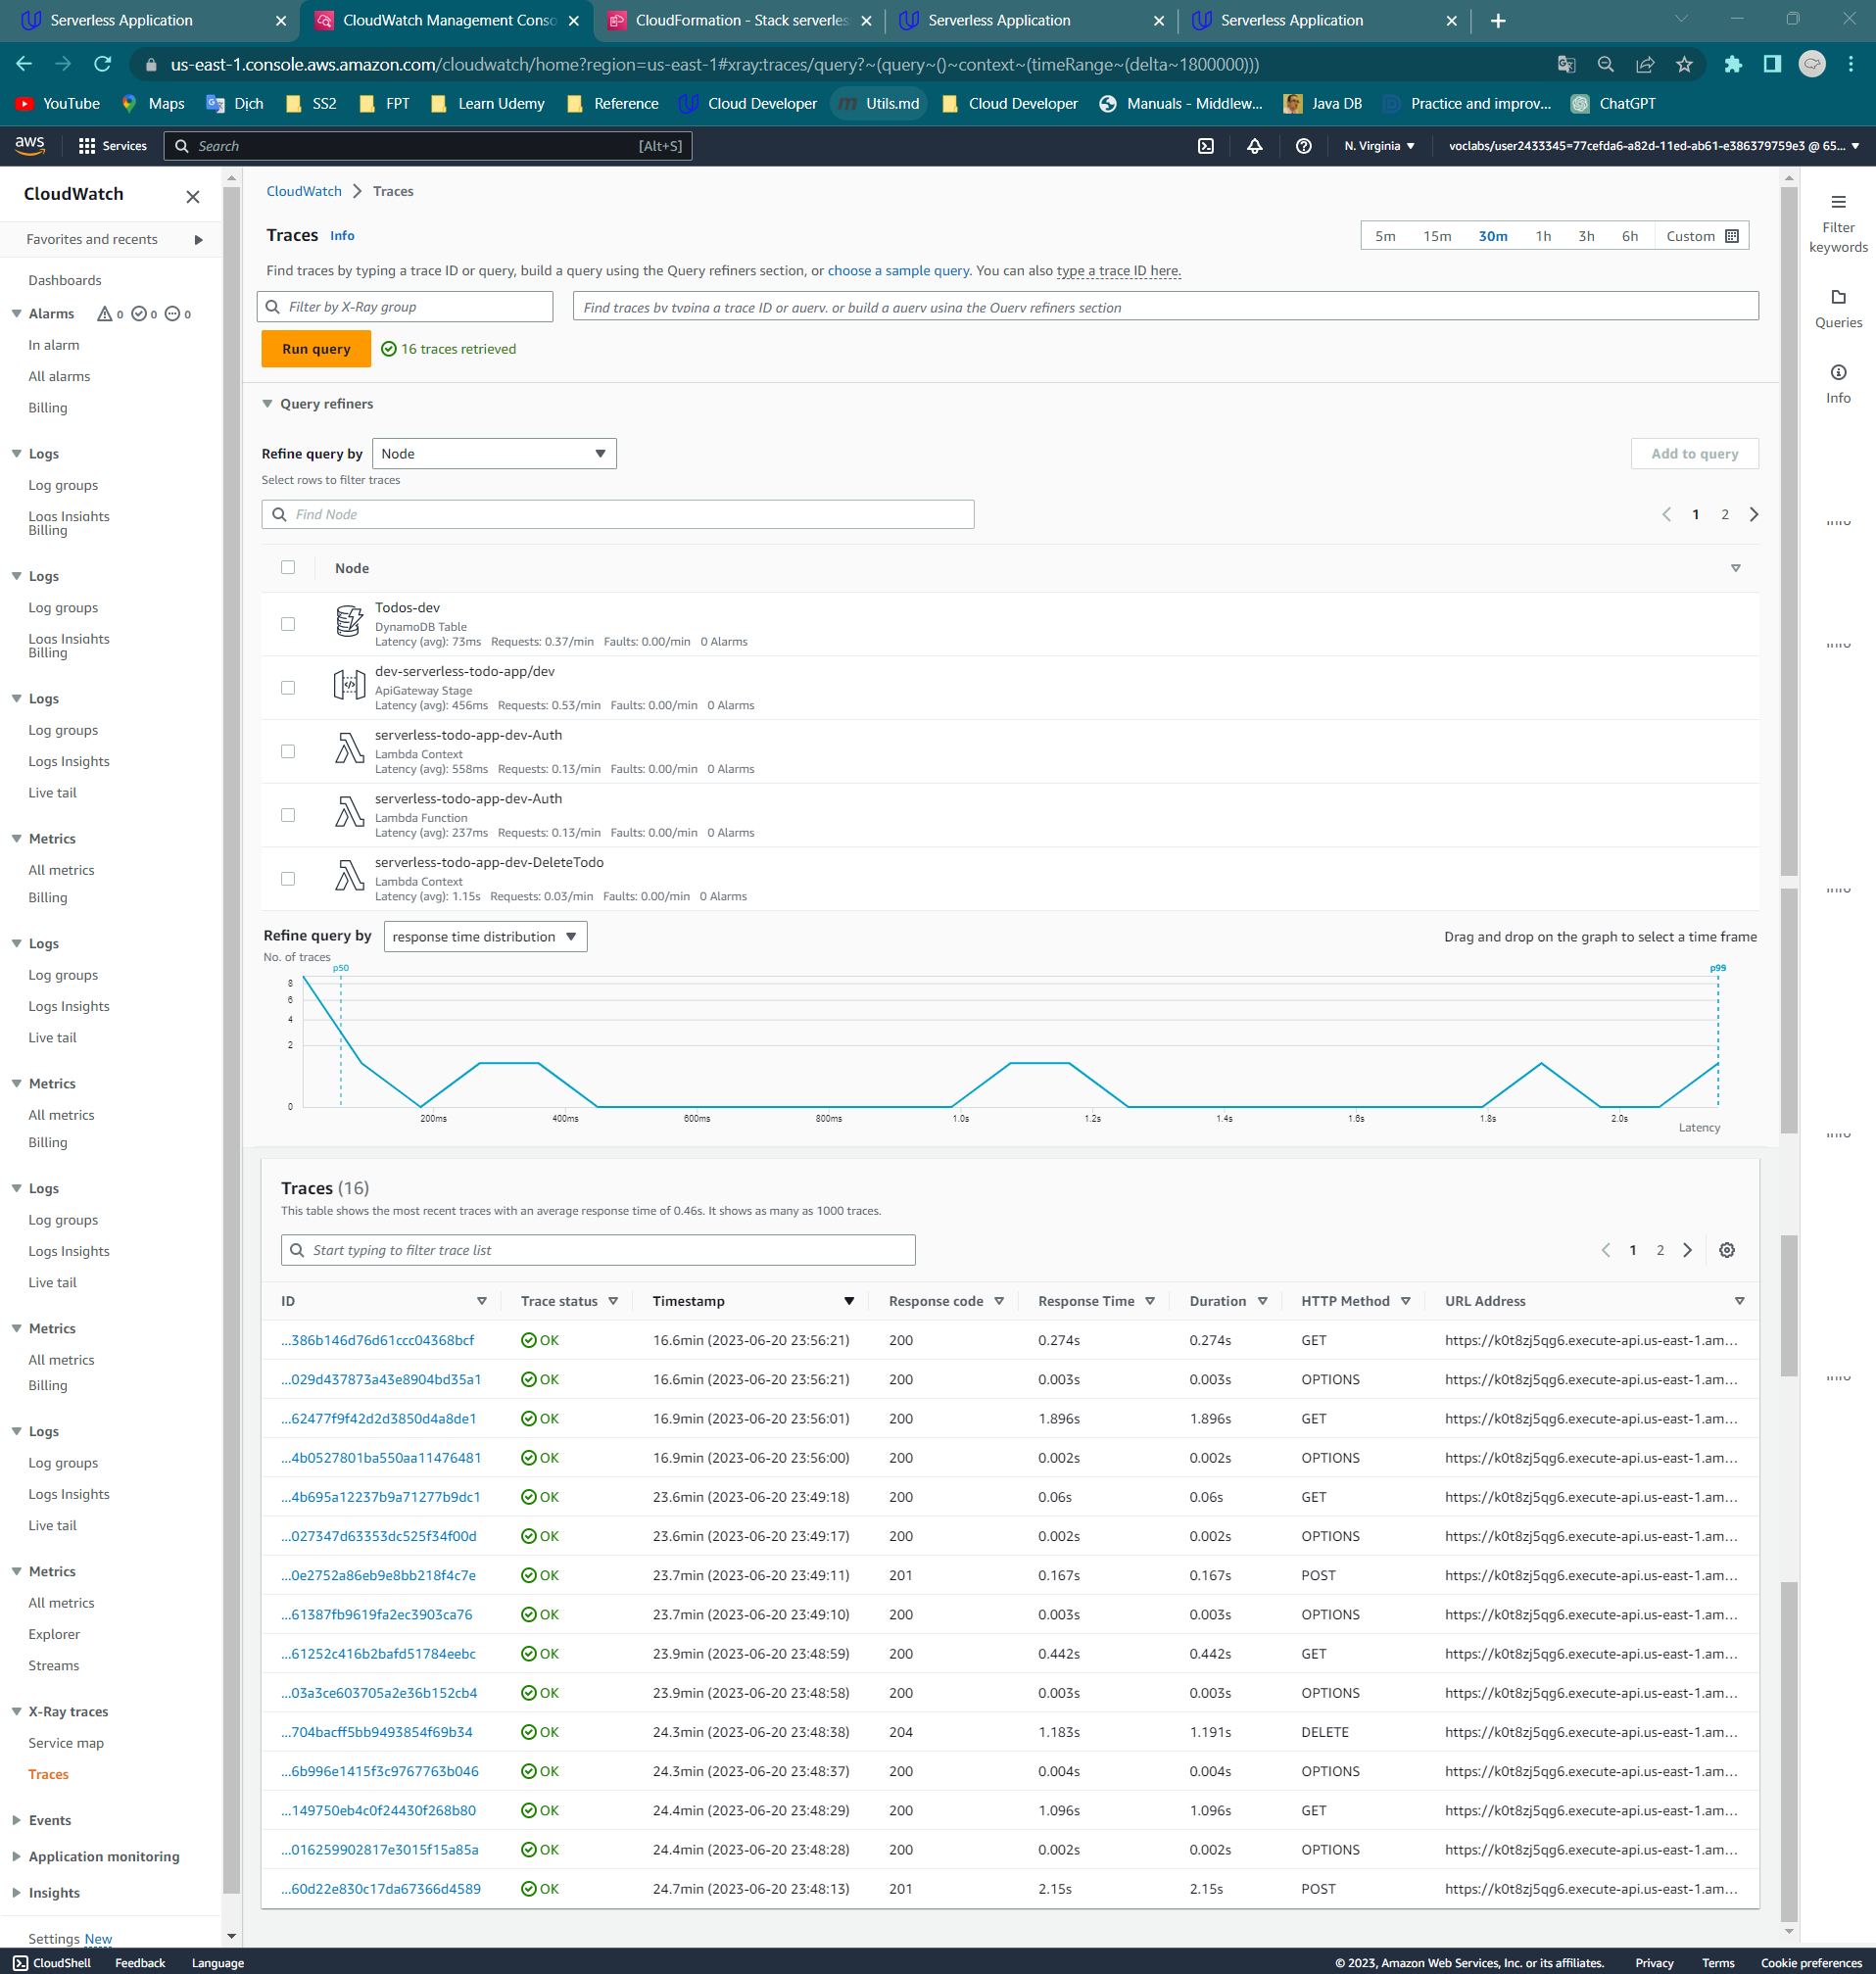 Serverless Application
CloudWatch Management Conso
CloudFormation - Stack serverles
Serverless Application
Serverless Application
us-east-1.console.aws.amazon.com/cloudwatch/home?region=us-east-1#xray:traces/query?~(query~()~context~(timeRange~(delta~1800000)))
YouTube Maps Dich SS2 FPT Learn Udemy Reference Cloud Developer Utils.md Cloud Developer Manuals - Middlew... Java DB Practice and improv... ChatGPT
aws Services Search [Alt+S] N. Virginia voclabs/user2433345=77cefda6-a82d-11ed-ab61-e386379759e3 @ 65...
CloudWatch
Favorites and recents
Dashboards
Alarms 0 0 0
In alarm
All alarms
Billing
Logs
Log groups
Logs Insights
Billing
Logs
Log groups
Logs Insights
Billing
Logs
Log groups
Logs Insights
Live tail
Metrics
All metrics
Billing
Logs
Log groups
Logs Insights
Live tail
Metrics
All metrics
Billing
Logs
Log groups
Logs Insights
Live tail
Metrics
All metrics
Billing
Logs
Log groups
Logs Insights
Live tail
Metrics
All metrics
Explorer
Streams
X-Ray traces
Service map
Traces
Events
Application monitoring
Insights
Settings New
CloudWatch > Traces
Traces Info
5m 15m 30m 1h 3h 6h Custom
Find traces by typing a trace ID or query, build a query using the Query refiners section, or choose a sample query. You can also type a trace ID here.
Filter by X-Ray group
Find traces by typing a trace ID or query, or build a query using the Query refiners section
Run query 16 traces retrieved
Query refiners
Refine query by Node
Add to query
Select rows to filter traces
Find Node
1 2
Node
Todos-dev
DynamoDB Table
Latency (avg): 73ms Requests: 0.37/min Faults: 0.00/min 0 Alarms
dev-serverless-todo-app/dev
ApiGateway Stage
Latency (avg): 456ms Requests: 0.53/min Faults: 0.00/min 0 Alarms
serverless-todo-app-dev-Auth
Lambda Context
Latency (avg): 558ms Requests: 0.13/min Faults: 0.00/min 0 Alarms
serverless-todo-app-dev-Auth
Lambda Function
Latency (avg): 237ms Requests: 0.13/min Faults: 0.00/min 0 Alarms
serverless-todo-app-dev-DeleteTodo
Lambda Context
Latency (avg): 1.15s Requests: 0.03/min Faults: 0.00/min 0 Alarms
Refine query by response time distribution
Drag and drop on the graph to select a time frame
No. of traces
p50 p99
8
6
4
2
0
200ms 400ms 600ms 800ms 1.0s 1.2s 1.4s 1.6s 1.8s 2.0s
Latency
Traces (16)
This table shows the most recent traces with an average response time of 0.46s. It shows as many as 1000 traces.
Start typing to filter trace list
1 2
ID Trace status Timestamp Response code Response Time Duration HTTP Method URL Address
...386b146d76d61ccc04368bcf OK 16.6min (2023-06-20 23:56:21) 200 0.274s 0.274s GET https://k0t8zj5qg6.execute-api.us-east-1.am...
...029d437873a43e8904bd35a1 OK 16.6min (2023-06-20 23:56:21) 200 0.003s 0.003s OPTIONS https://k0t8zj5qg6.execute-api.us-east-1.am...
...62477f9f42d2d3850d4a8de1 OK 16.9min (2023-06-20 23:56:01) 200 1.896s 1.896s GET https://k0t8zj5qg6.execute-api.us-east-1.am...
...4b0527801ba550aa11476481 OK 16.9min (2023-06-20 23:56:00) 200 0.002s 0.002s OPTIONS https://k0t8zj5qg6.execute-api.us-east-1.am...
...4b695a12237b9a71277b9dc1 OK 23.6min (2023-06-20 23:49:18) 200 0.06s 0.06s GET https://k0t8zj5qg6.execute-api.us-east-1.am...
...027347d63353dc525f34f00d OK 23.6min (2023-06-20 23:49:17) 200 0.002s 0.002s OPTIONS https://k0t8zj5qg6.execute-api.us-east-1.am...
...0e2752a86eb9e8bb218f4c7e OK 23.7min (2023-06-20 23:49:11) 201 0.167s 0.167s POST https://k0t8zj5qg6.execute-api.us-east-1.am...
...61387fb9619fa2ec3903ca76 OK 23.7min (2023-06-20 23:49:10) 200 0.003s 0.003s OPTIONS https://k0t8zj5qg6.execute-api.us-east-1.am...
...61252c416b2bafd51784eebc OK 23.9min (2023-06-20 23:48:59) 200 0.442s 0.442s GET https://k0t8zj5qg6.execute-api.us-east-1.am...
...03a3ce603705a2e36b152cb4 OK 23.9min (2023-06-20 23:48:58) 200 0.003s 0.003s OPTIONS https://k0t8zj5qg6.execute-api.us-east-1.am...
...704bacff5bb9493854f69b34 OK 24.3min (2023-06-20 23:48:38) 204 1.183s 1.191s DELETE https://k0t8zj5qg6.execute-api.us-east-1.am...
...6b996e1415f3c9767763b046 OK 24.3min (2023-06-20 23:48:37) 200 0.004s 0.004s OPTIONS https://k0t8zj5qg6.execute-api.us-east-1.am...
...149750eb4c0f24430f268b80 OK 24.4min (2023-06-20 23:48:29) 200 1.096s 1.096s GET https://k0t8zj5qg6.execute-api.us-east-1.am...
...016259902817e3015f15a85a OK 24.4min (2023-06-20 23:48:28) 200 0.002s 0.002s OPTIONS https://k0t8zj5qg6.execute-api.us-east-1.am...
...60d22e830c17da67366d4589 OK 24.7min (2023-06-20 23:48:13) 201 2.15s 2.15s POST https://k0t8zj5qg6.execute-api.us-east-1.am...
Filter
keywords
Queries
Info
CloudShell Feedback Language © 2023, Amazon Web Services, Inc. or its affiliates. Privacy Terms Cookie preferences